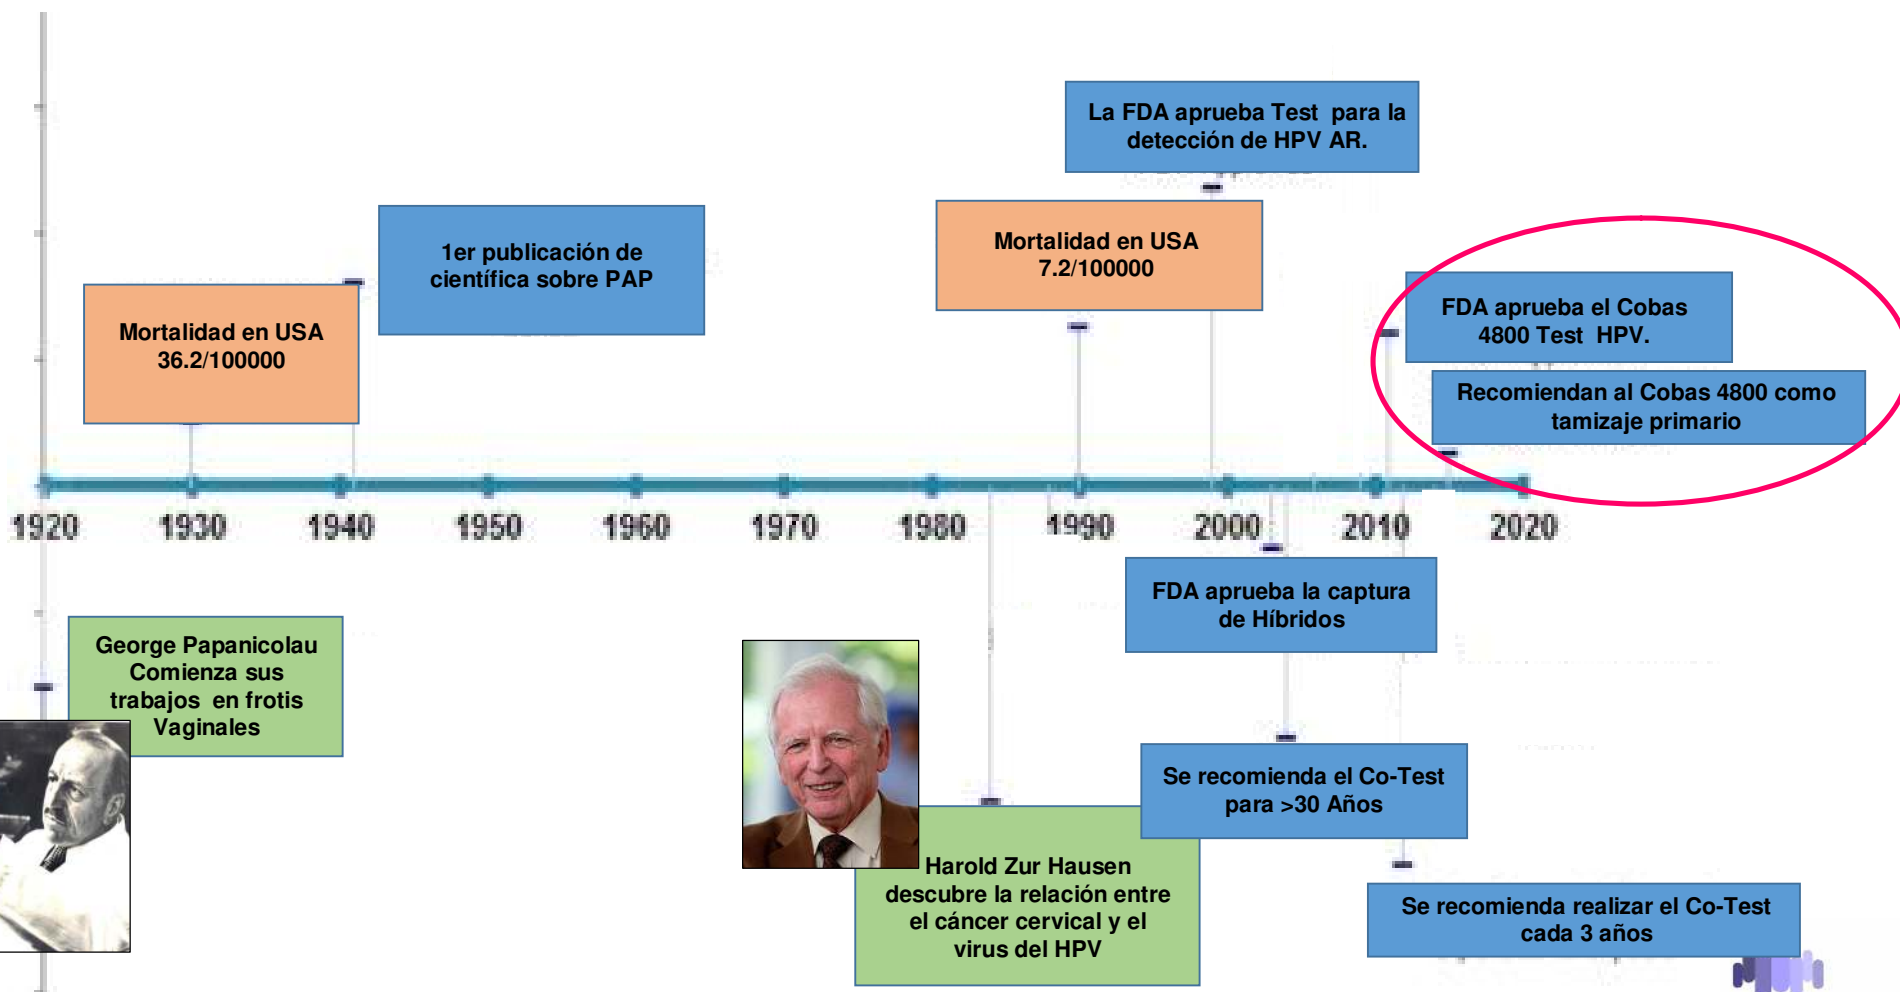 La FDA aprueba Test para la
detección de HPV AR.
1er publicación de
científica sobre PAP
Mortalidad en USA
7.2/100000
Mortalidad en USA
36.2/100000
FDA aprueba el Cobas
4800 Test HPV.
Recomiendan al Cobas 4800 como
tamizaje primario
1920 1930 1940 1950 1960 1970 1980 1990 2000 2010 2020
FDA aprueba la captura
de Híbridos
George Papanicolau
Comienza sus
trabajos en frotis
Vaginales
Se recomienda el Co-Test
para >30 Años
Harold Zur Hausen
descubre la relación entre
el cáncer cervical y el
virus del HPV
Se recomienda realizar el Co-Test
cada 3 años